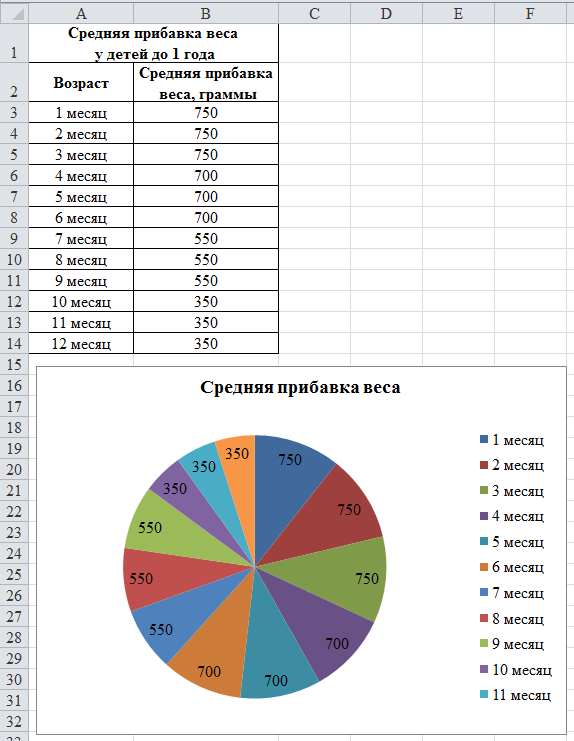 A B C D E F
1 Средняя прибавка веса
у детей до 1 года
2 Возраст Средняя прибавка
веса, граммы
3 1 месяц 750
4 2 месяц 750
5 3 месяц 750
6 4 месяц 700
7 5 месяц 700
8 6 месяц 700
9 7 месяц 550
10 8 месяц 550
11 9 месяц 550
12 10 месяц 350
13 11 месяц 350
14 12 месяц 350
15
16
17
18
19
20
21
22
23
24
25
26
27
28
29
30
31
32
Средняя прибавка веса
750
750
750
700
700
700
550
550
550
350
350
350
1 месяц
2 месяц
3 месяц
4 месяц
5 месяц
6 месяц
7 месяц
8 месяц
9 месяц
10 месяц
11 месяц